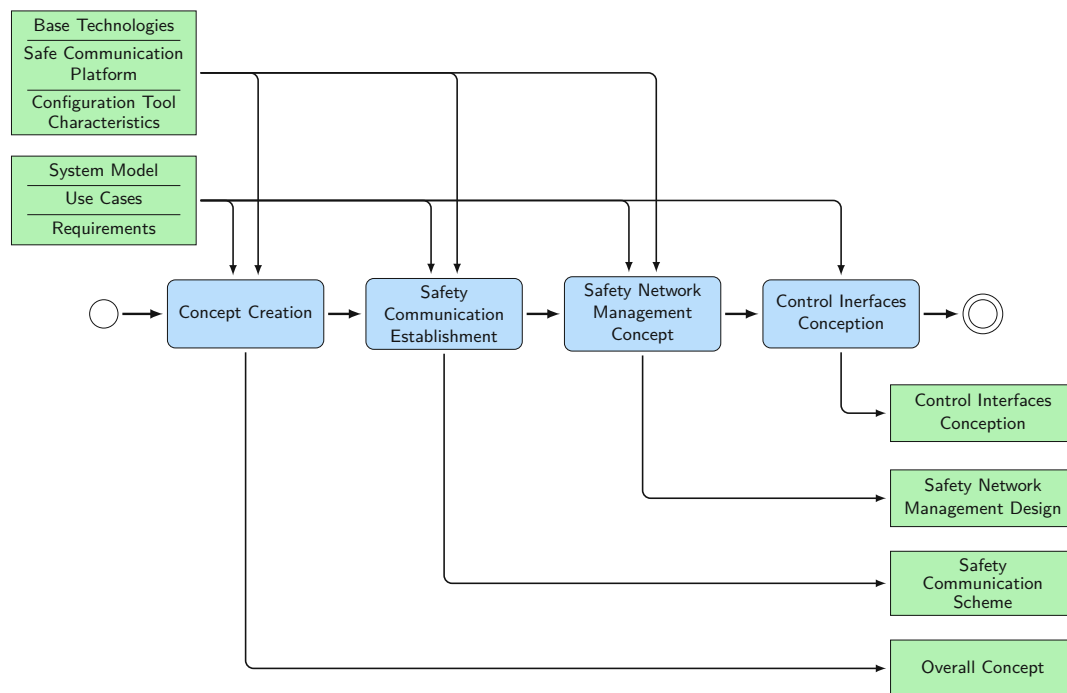 Base Technologies
Safe Communication
Platform
Configuration Tool
Characteristics
System Model
Use Cases
Requirements
Concept Creation
Safety
Communication
Establishment
Safety Network
Management
Concept
Control Inerfaces
Conception
Control Interfaces
Conception
Safety Network
Management Design
Safety
Communication
Scheme
Overall Concept